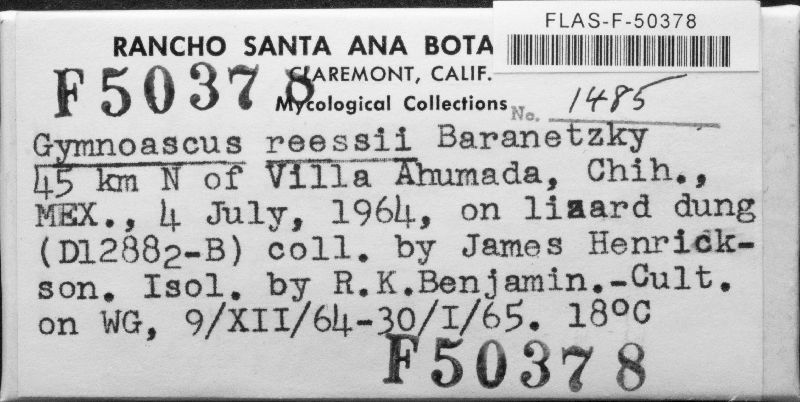 FLAS-F-50378
RANCHO SANTA ANA BOTA
CLAREMONT, CALIF.
F50378
Mycological Collections No. 1485
Gymnoascus reessii Baranetzky
45 km N of Villa Ahumada, Chih.,
MEX., 4 July, 1964, on lizard dung
(D12882-B) coll. by James Henrick-
son. Isol. by R.K.Benjamin.-Cult.
on WG, 9/XII/64-30/I/65. 18ºC
F50378